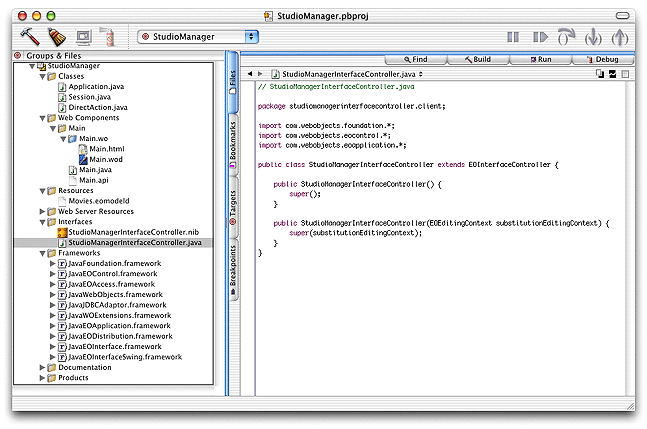 StudioManager.pbproj
StudioManager
Groups & Files
StudioManager
Classes
Application.java
Session.java
DirectAction.java
Web Components
Main
Main.wo
Main.html
Main.wod
Main.java
Main.api
Resources
Movies.eomodeld
Web Server Resources
Interfaces
StudioManagerInterfaceController.nib
StudioManagerInterfaceController.java
Frameworks
JavaFoundation.framework
JavaEOControl.framework
JavaEOAccess.framework
JavaWebObjects.framework
JavaJDBCAdaptor.framework
JavaWOExtensions.framework
JavaEOApplication.framework
JavaEODistribution.framework
JavaEOInterface.framework
JavaEOInterfaceSwing.framework
Documentation
Products
Files
Bookmarks
Targets
Breakpoints
Find
Build
Run
Debug
StudioManagerInterfaceController.java
// StudioManagerInterfaceController.java
package studiomanagerinterfacecontroller.client;
import com.webobjects.foundation.*;
import com.webobjects.eocontrol.*;
import com.webobjects.eoapplication.*;
public class StudioManagerInterfaceController extends EOInterfaceController {
public StudioManagerInterfaceController() {
super();
}
public StudioManagerInterfaceController(EOEditingContext substitutionEditingContext) {
super(substitutionEditingContext);
}
}